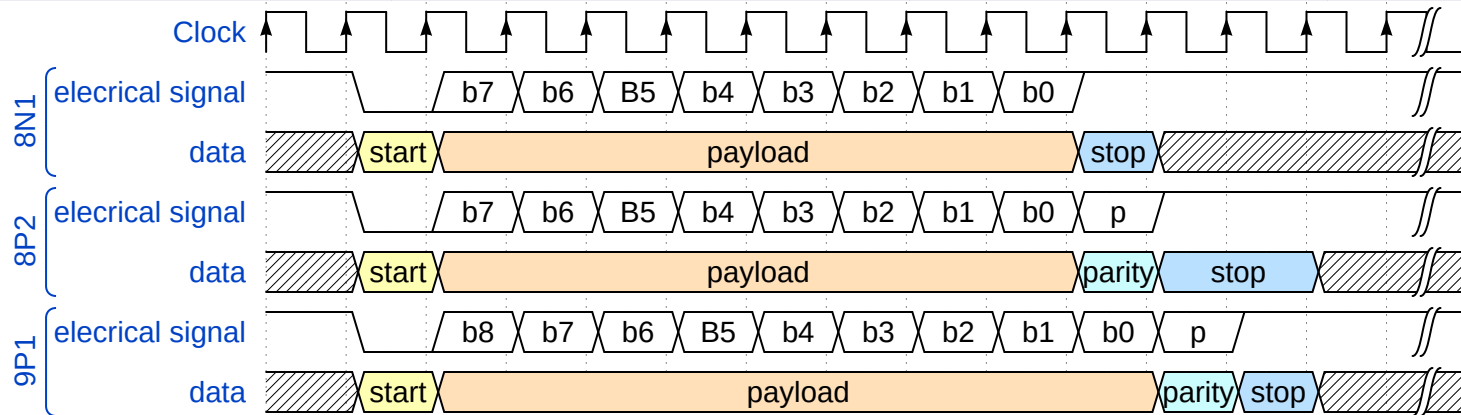 Clock
8N1
elecrical signal b7 b6 B5 b4 b3 b2 b1 b0
data start payload stop
8P2
elecrical signal b7 b6 B5 b4 b3 b2 b1 b0 p
data start payload parity stop
9P1
elecrical signal b8 b7 b6 B5 b4 b3 b2 b1 b0 p
data start payload parity stop